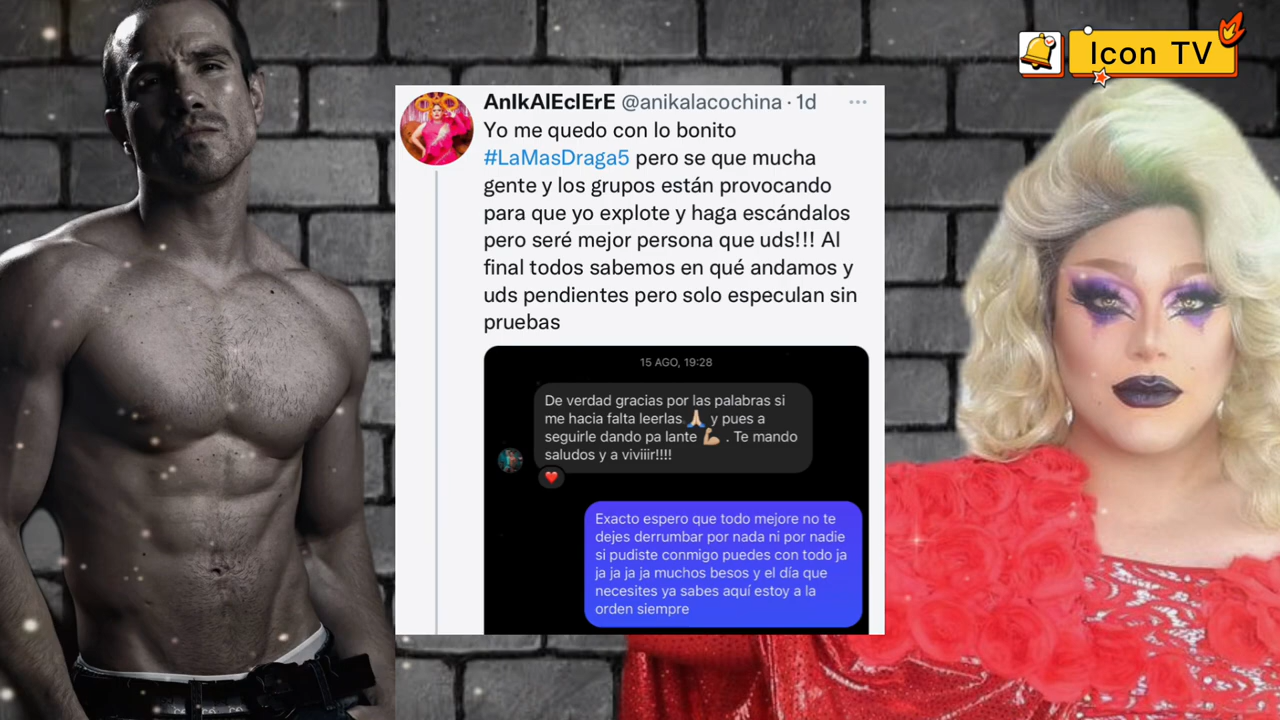 Icon TV
AnIkAlEclErE @anikalacochina · 1d
Yo me quedo con lo bonito
#LaMasDraga5 pero se que mucha
gente y los grupos están provocando
para que yo explote y haga escándalos
pero seré mejor persona que uds!!! Al
final todos sabemos en qué andamos y
uds pendientes pero solo especulan sin
pruebas
15 AGO, 19:28
De verdad gracias por las palabras si
me hacia falta leerlas 🙏🏼 y pues a
seguirle dando pa lante 💪🏼 . Te mando
saludos y a viviiir!!!!
Exacto espero que todo mejore no te
dejes derrumbar por nada ni por nadie
si pudiste conmigo puedes con todo ja
ja ja ja ja muchos besos y el día que
necesites ya sabes aquí estoy a la
orden siempre